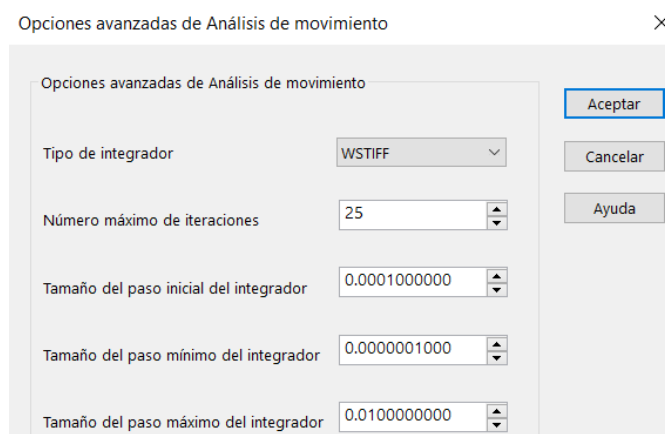 Opciones avanzadas de Análisis de movimiento
Opciones avanzadas de Análisis de movimiento
Aceptar
Tipo de integrador WSTIFF
Cancelar
Número máximo de iteraciones 25
Ayuda
Tamaño del paso inicial del integrador 0.0001000000
Tamaño del paso mínimo del integrador 0.0000001000
Tamaño del paso máximo del integrador 0.0100000000